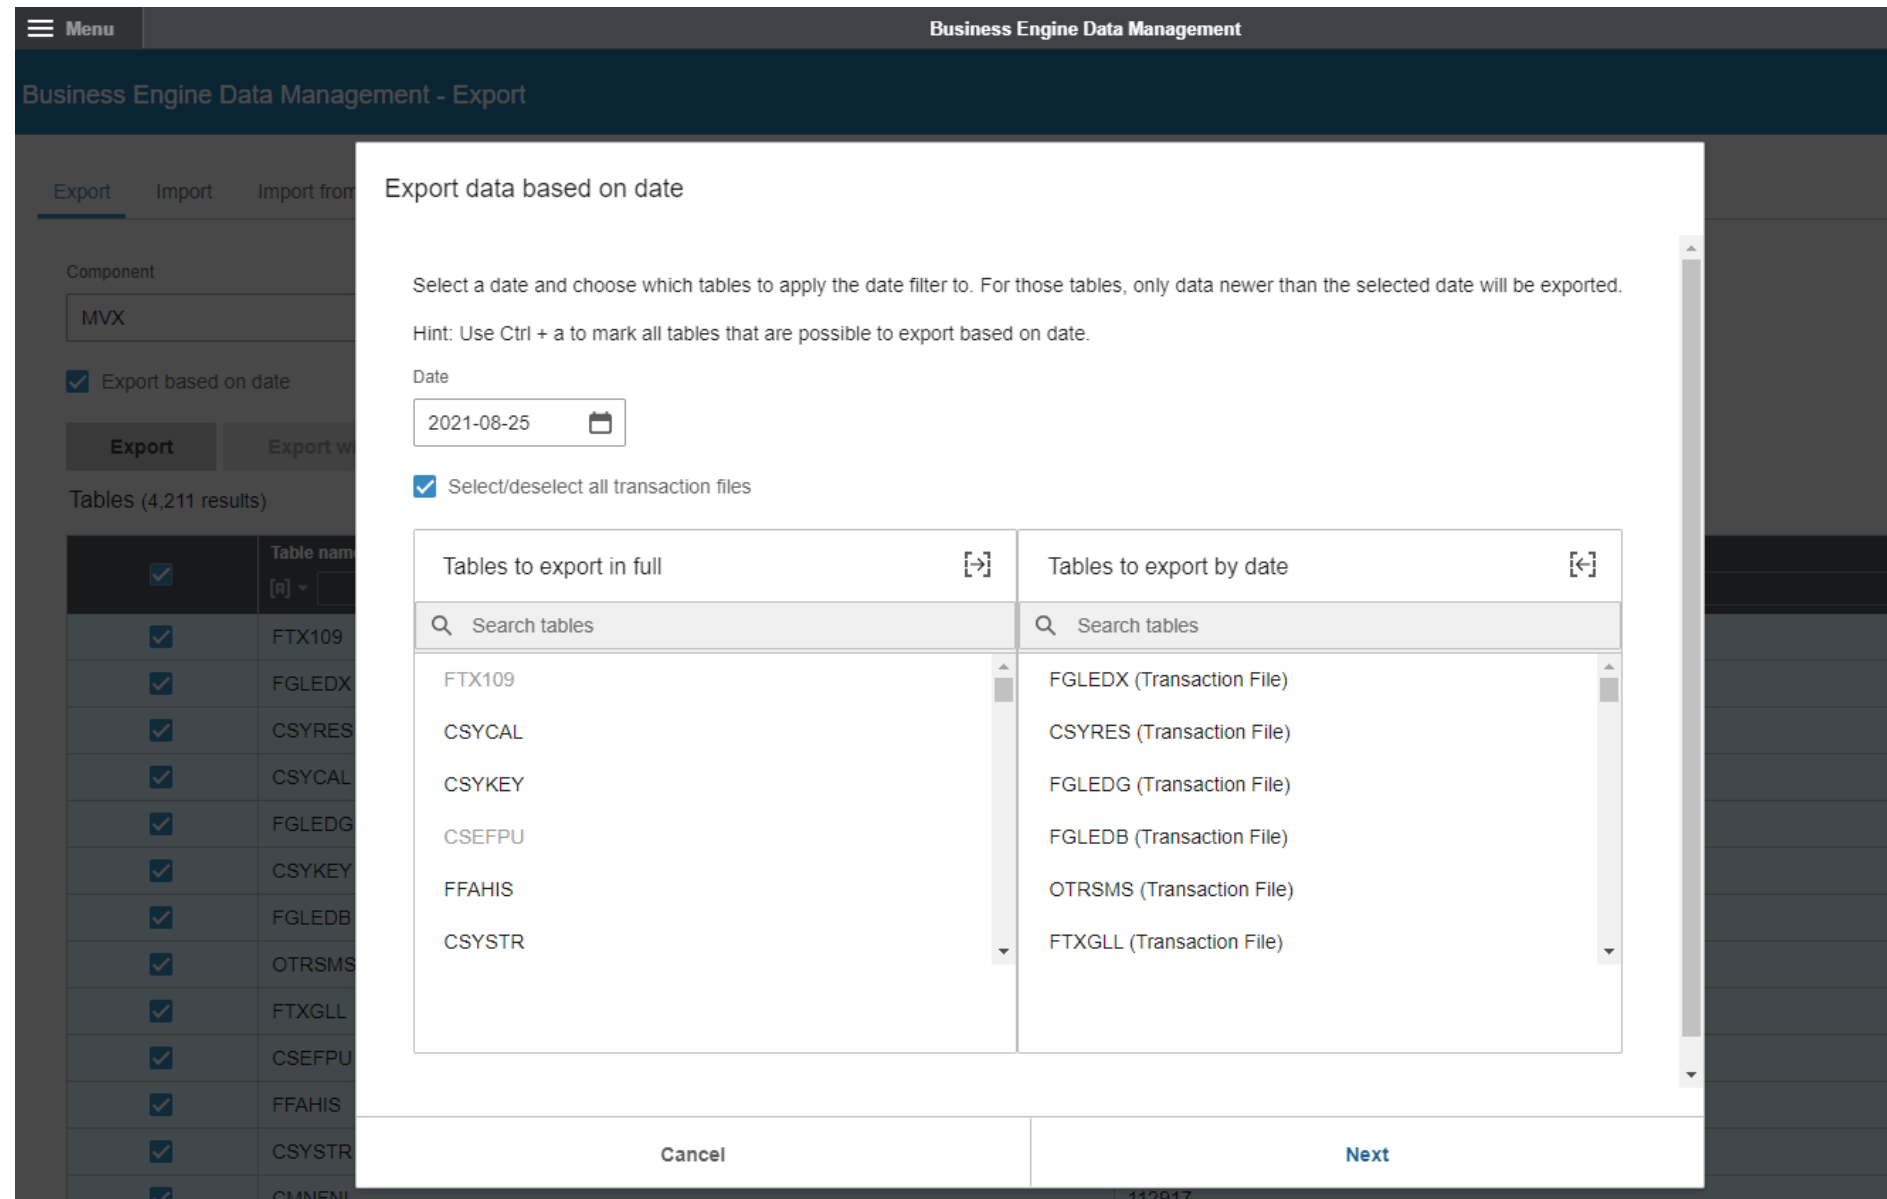 Menu
Business Engine Data Management
Business Engine Data Management - Export
Export
Import
Import from
Export data based on date
Component
MVX
Export based on date
Export
Export
Tables (4,211 results)
Table name
Select a date and choose which tables to apply the date filter to. For those tables, only data newer than the selected date will be exported.
Hint: Use Ctrl + a to mark all tables that are possible to export based on date.
Date
2021-08-25
Select/deselect all transaction files
Tables to export in full
Tables to export by date
Search tables
Search tables
FTX109
CSYCAL
CSYKEY
CSEFPU
FFAHIS
CSYSTR
FGLEDX (Transaction File)
CSYRES (Transaction File)
FGLEDG (Transaction File)
FGLEDB (Transaction File)
OTRSMS (Transaction File)
FTXGLL (Transaction File)
FTX109
FGLEDX
CSYRES
CSYCAL
FGLEDG
CSYKEY
FGLEDB
OTRSMS
FTXGLL
CSEFPU
FFAHIS
CSYSTR
112917
Cancel
Next